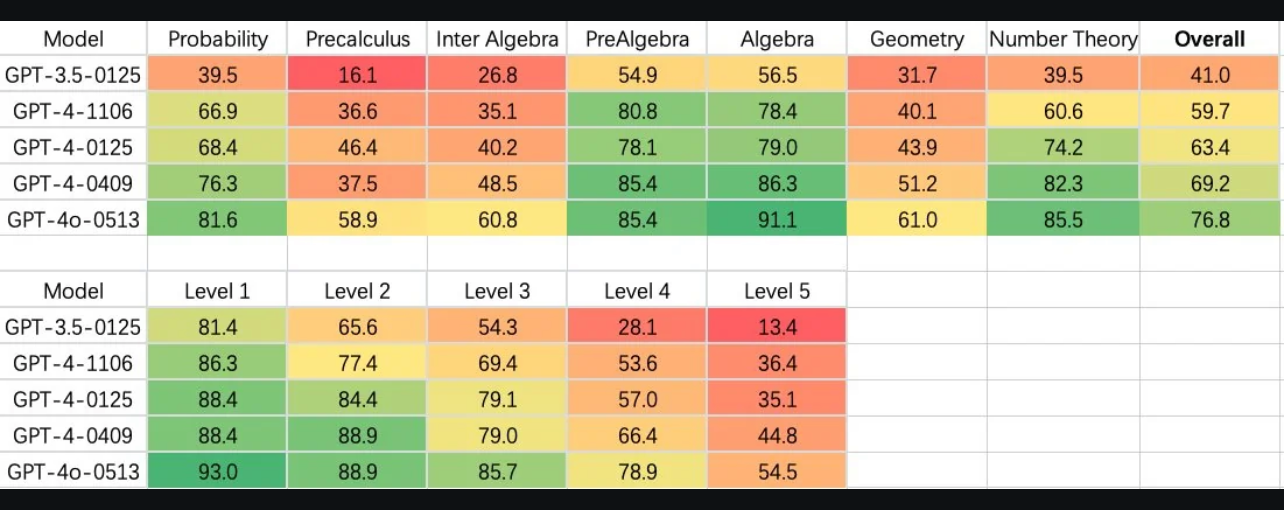 Model Probability Precalculus Inter Algebra PreAlgebra Algebra Geometry Number Theory Overall
GPT-3.5-0125 39.5 16.1 26.8 54.9 56.5 31.7 39.5 41.0
GPT-4-1106 66.9 36.6 35.1 80.8 78.4 40.1 60.6 59.7
GPT-4-0125 68.4 46.4 40.2 78.1 79.0 43.9 74.2 63.4
GPT-4-0409 76.3 37.5 48.5 85.4 86.3 51.2 82.3 69.2
GPT-4o-0513 81.6 58.9 60.8 85.4 91.1 61.0 85.5 76.8
Model Level 1 Level 2 Level 3 Level 4 Level 5
GPT-3.5-0125 81.4 65.6 54.3 28.1 13.4
GPT-4-1106 86.3 77.4 69.4 53.6 36.4
GPT-4-0125 88.4 84.4 79.1 57.0 35.1
GPT-4-0409 88.4 88.9 79.0 66.4 44.8
GPT-4o-0513 93.0 88.9 85.7 78.9 54.5